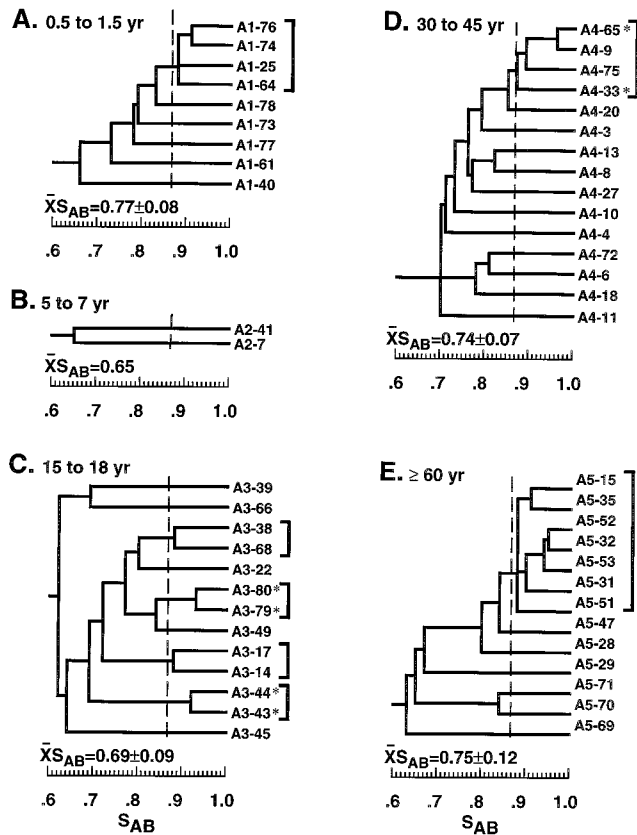 A. 0.5 to 1.5 yr
A1-76
A1-74
A1-25
A1-64
A1-78
A1-73
A1-77
A1-61
A1-40
X̄S_AB=0.77±0.08
.6 .7 .8 .9 1.0
B. 5 to 7 yr
A2-41
A2-7
X̄S_AB=0.65
.6 .7 .8 .9 1.0
C. 15 to 18 yr
A3-39
A3-66
A3-38
A3-68
A3-22
A3-80*
A3-79*
A3-49
A3-17
A3-14
A3-44*
A3-43*
A3-45
X̄S_AB=0.69±0.09
.6 .7 .8 .9 1.0
S_AB
D. 30 to 45 yr
A4-65*
A4-9
A4-75
A4-33*
A4-20
A4-3
A4-13
A4-8
A4-27
A4-10
A4-4
A4-72
A4-6
A4-18
A4-11
X̄S_AB=0.74±0.07
.6 .7 .8 .9 1.0
E. ≥ 60 yr
A5-15
A5-35
A5-52
A5-32
A5-53
A5-31
A5-51
A5-47
A5-28
A5-29
A5-71
A5-70
A5-69
X̄S_AB=0.75±0.12
.6 .7 .8 .9 1.0
S_AB